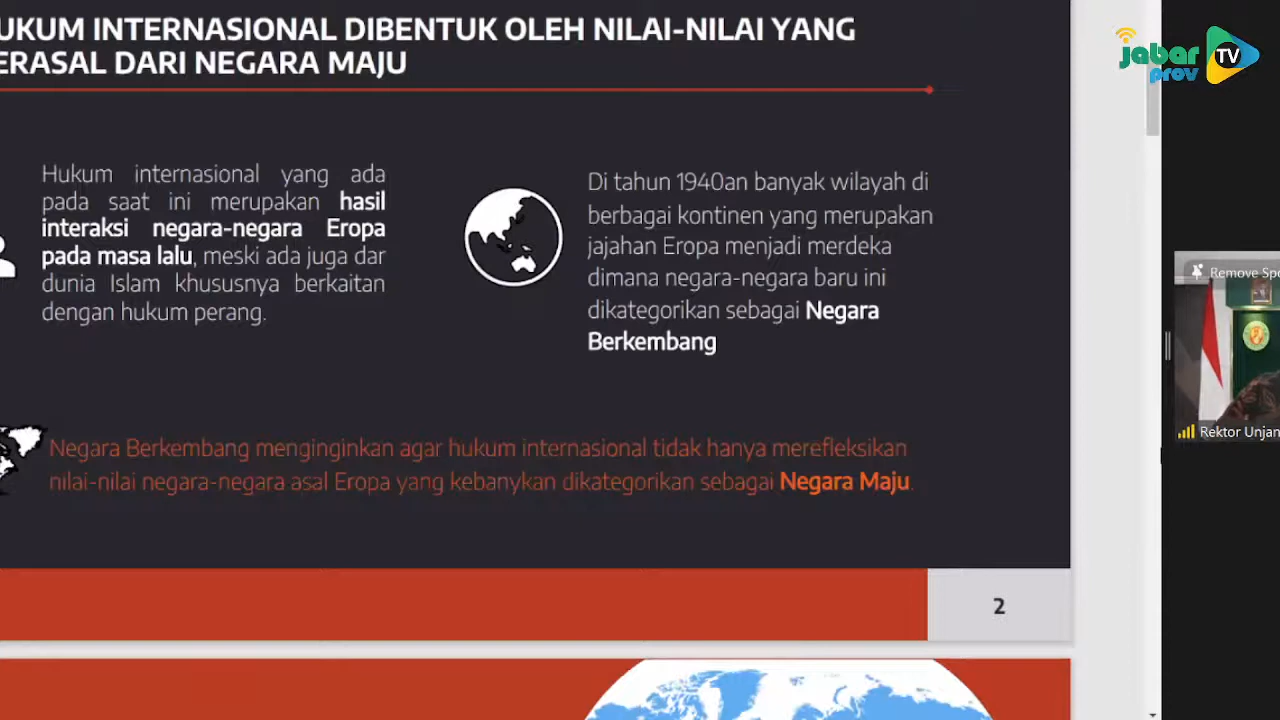 UKUM INTERNASIONAL DIBENTUK OLEH NILAI-NILAI YANG
ERASAL DARI NEGARA MAJU
jabar
prov
TV
Hukum internasional yang ada
pada saat ini merupakan hasil
interaksi negara-negara Eropa
pada masa lalu, meski ada juga dar
dunia Islam khususnya berkaitan
dengan hukum perang.
Di tahun 1940an banyak wilayah di
berbagai kontinen yang merupakan
jajahan Eropa menjadi merdeka
dimana negara-negara baru ini
dikategorikan sebagai Negara
Berkembang
Negara Berkembang menginginkan agar hukum internasional tidak hanya merefleksikan
nilai-nilai negara-negara asal Eropa yang kebanykan dikategorikan sebagai Negara Maju.
2
Remove Spo
Rektor Unjan